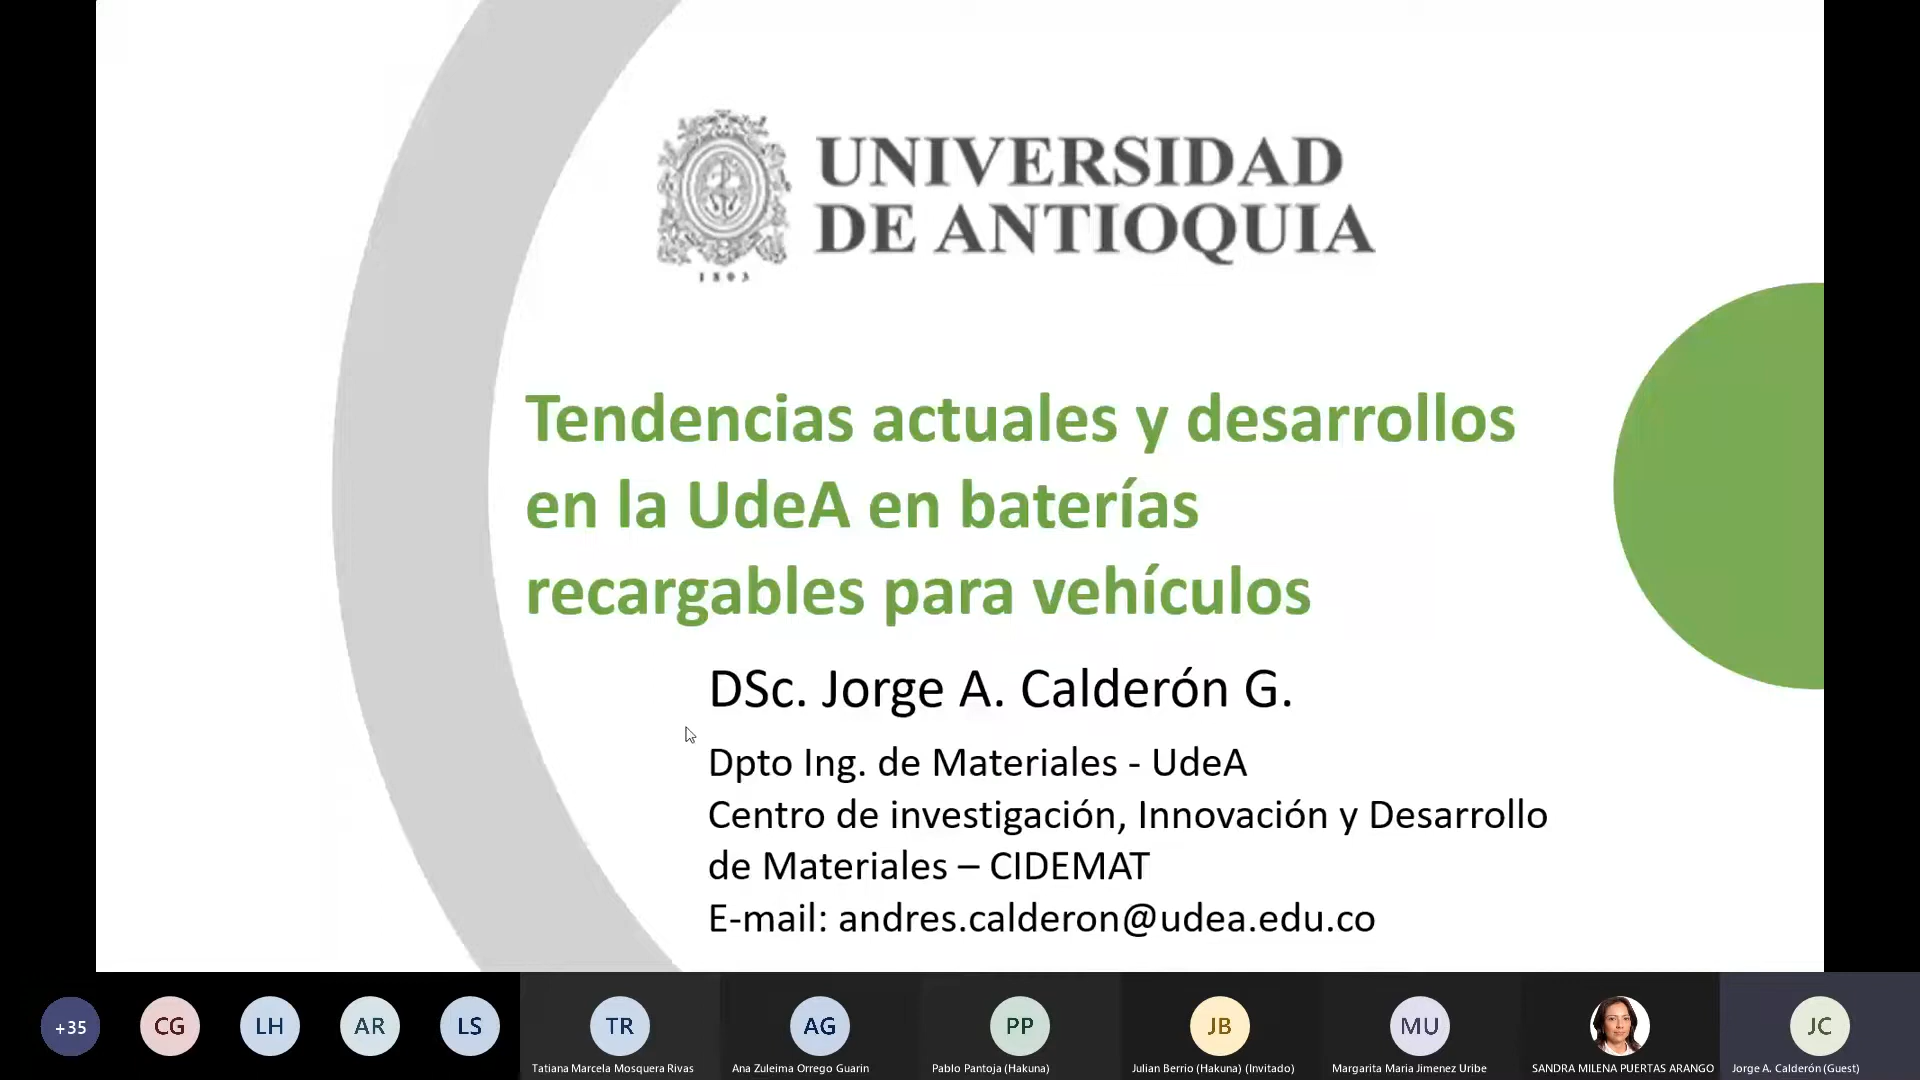 UNIVERSIDAD
DE ANTIOQUIA
1803
Tendencias actuales y desarrollos
en la UdeA en baterías
recargables para vehículos
DSc. Jorge A. Calderón G.
Dpto Ing. de Materiales - UdeA
Centro de investigación, Innovación y Desarrollo
de Materiales – CIDEMAT
E-mail: andres.calderon@udea.edu.co
+35
CG
LH
AR
LS
TR
AG
PP
JB
MU
JC
Tatiana Marcela Mosquera Rivas
Ana Zuleima Orrego Guarin
Pablo Pantoja (Hakuna)
Julian Berrio (Hakuna) (Invitado)
Margarita Maria Jimenez Uribe
SANDRA MILENA PUERTAS ARANGO
Jorge A. Calderón (Guest)